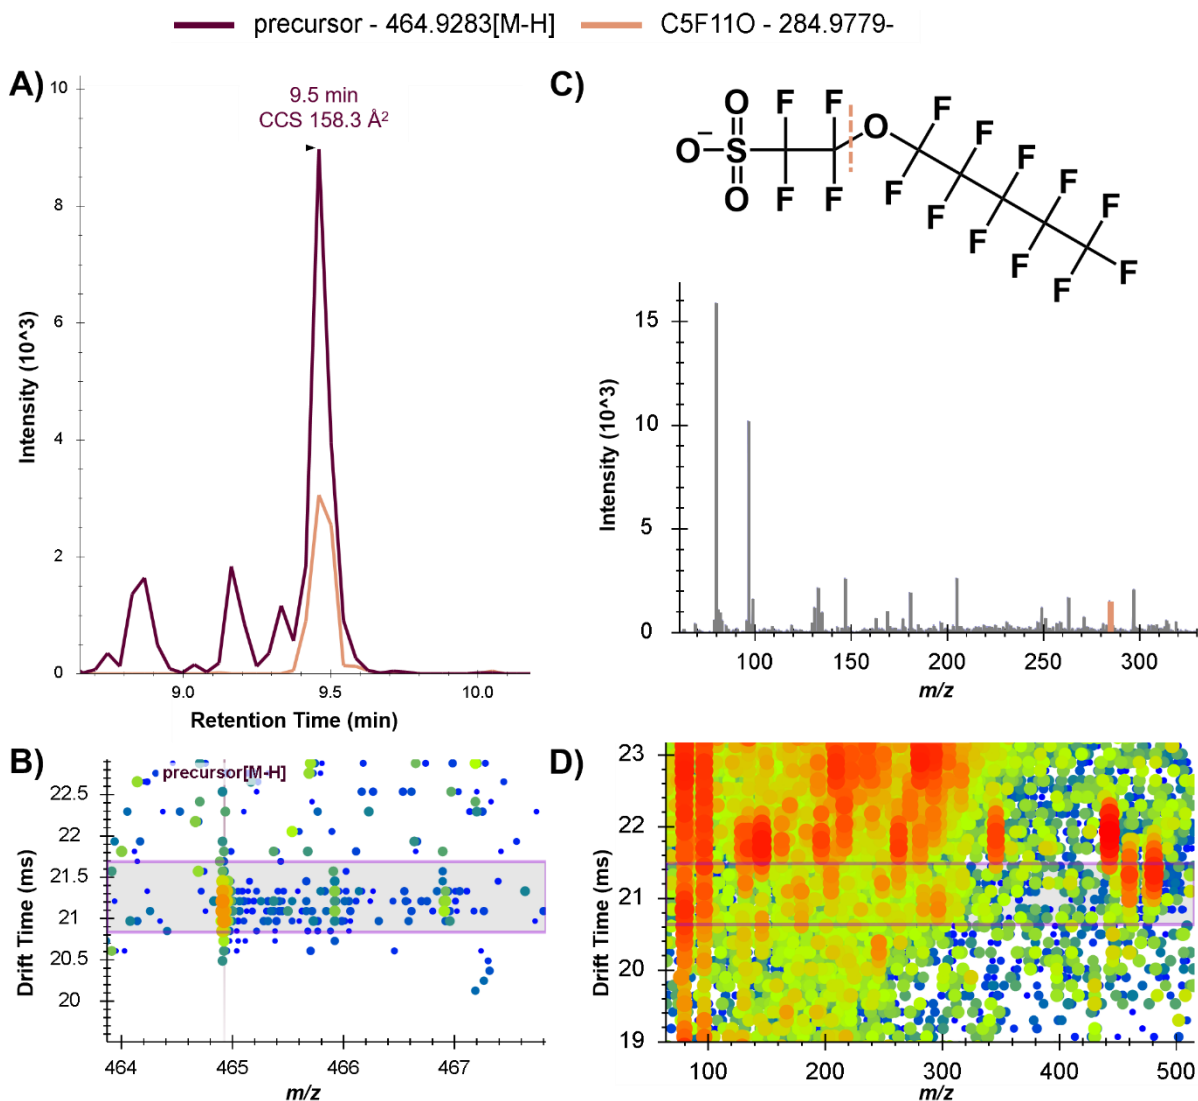 precursor - 464.9283[M-H] C5F11O - 284.9779-
A)
9.5 min
CCS 158.3 Å²
10
8
6
4
2
0
Intensity (10^3)
9.0 9.5 10.0
Retention Time (min)
C)
O F F F F F F F F
O⁻ S O
O F F F F F F F
15
10
5
0
Intensity (10^3)
100 150 200 250 300
m/z
B)
precursor[M-H]
22.5
22
21.5
21
20.5
20
Drift Time (ms)
464 465 466 467
m/z
D)
23
22
21
20
19
Drift Time (ms)
100 200 300 400 500
m/z